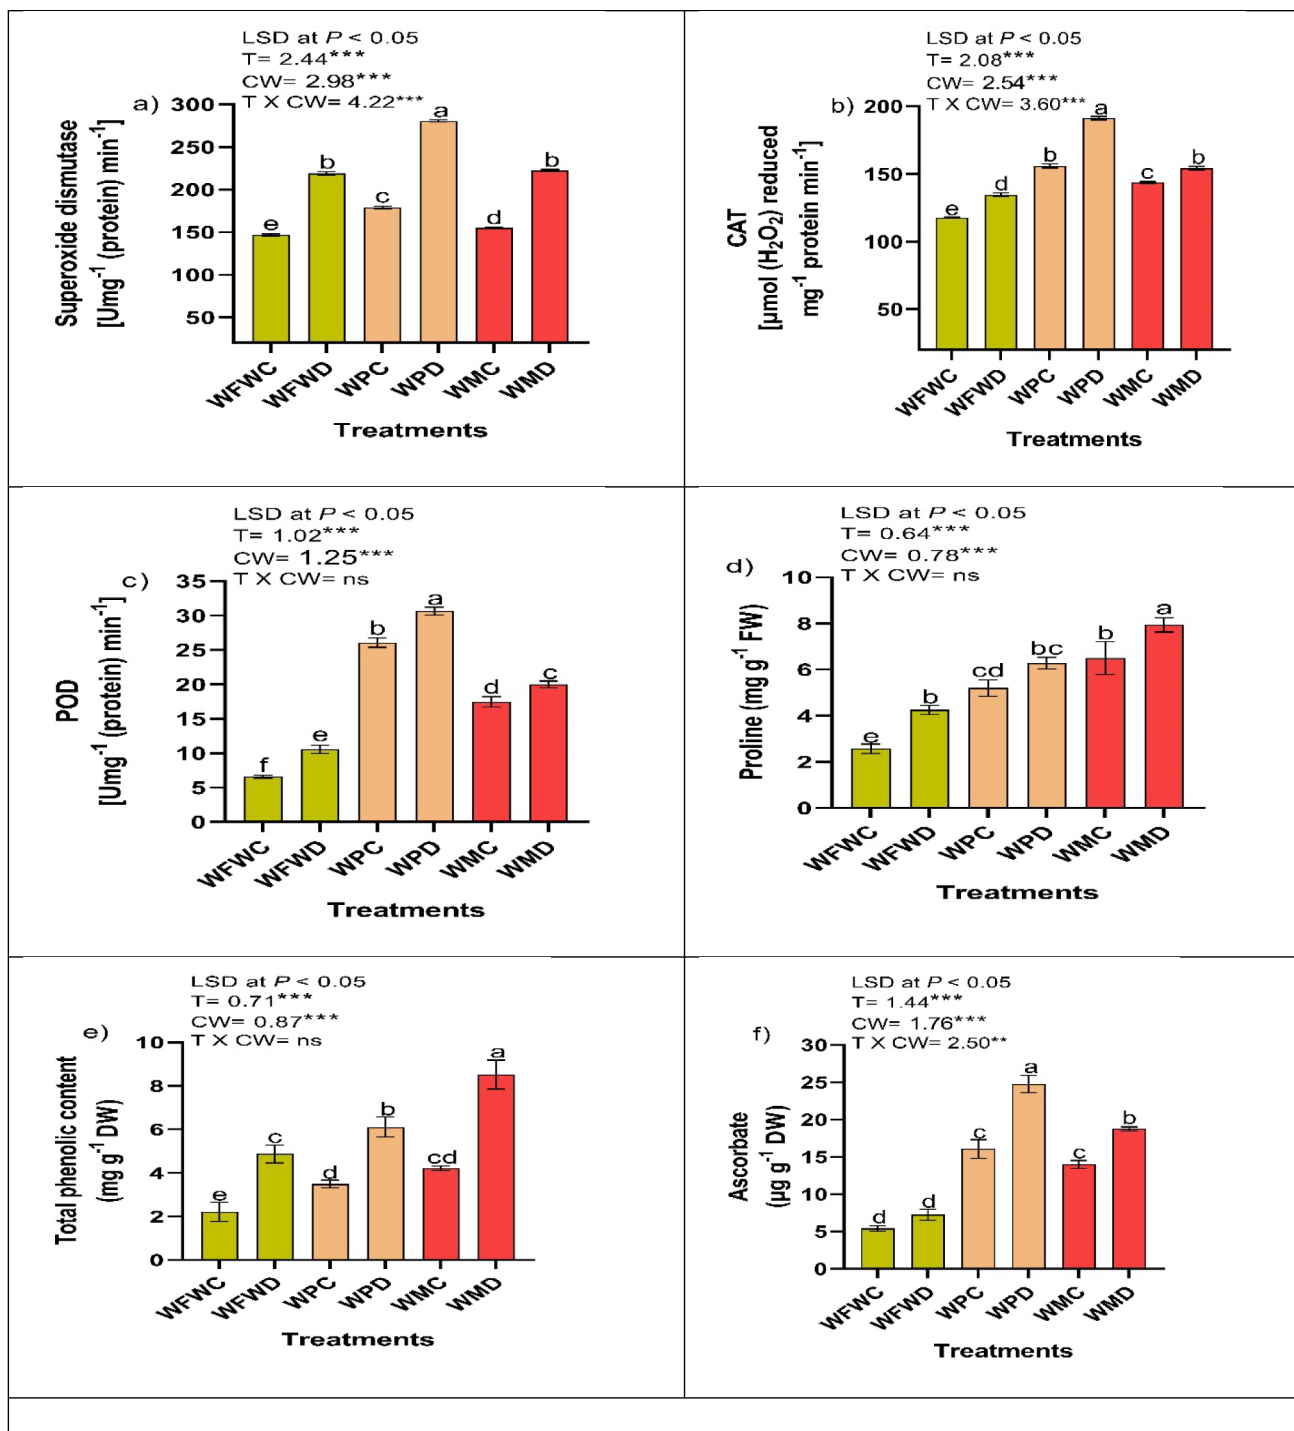 LSD at P < 0.05
T= 2.44***
CW= 2.98***
T X CW= 4.22***
a)
Superoxide dismutase
[Umg⁻¹ (protein) min⁻¹]
300
250
200
150
100
50
e
b
c
a
d
b
WFWC
WFWD
WPC
WPD
WMC
WMD
Treatments
LSD at P < 0.05
T= 2.08***
CW= 2.54***
T X CW= 3.60***
b)
CAT
[µmol (H₂O₂) reduced
mg⁻¹ protein min⁻¹]
200
150
100
50
e
d
b
a
c
b
WFWC
WFWD
WPC
WPD
WMC
WMD
Treatments
LSD at P < 0.05
T= 1.02***
CW= 1.25***
T X CW= ns
c)
POD
[Umg⁻¹ (protein) min⁻¹]
35
30
25
20
15
10
5
0
f
e
b
a
d
c
WFWC
WFWD
WPC
WPD
WMC
WMD
Treatments
LSD at P < 0.05
T= 0.64***
CW= 0.78***
T X CW= ns
d)
Proline (mg g⁻¹ FW)
10
8
6
4
2
0
e
b
cd
bc
b
a
WFWC
WFWD
WPC
WPD
WMC
WMD
Treatments
LSD at P < 0.05
T= 0.71***
CW= 0.87***
T X CW= ns
e)
Total phenolic content
(mg g⁻¹ DW)
10
8
6
4
2
0
e
c
d
b
cd
a
WFWC
WFWD
WPC
WPD
WMC
WMD
Treatments
LSD at P < 0.05
T= 1.44***
CW= 1.76***
T X CW= 2.50**
f)
Ascorbate
(µg g⁻¹ DW)
30
25
20
15
10
5
0
d
d
c
a
c
b
WFWC
WFWD
WPC
WPD
WMC
WMD
Treatments